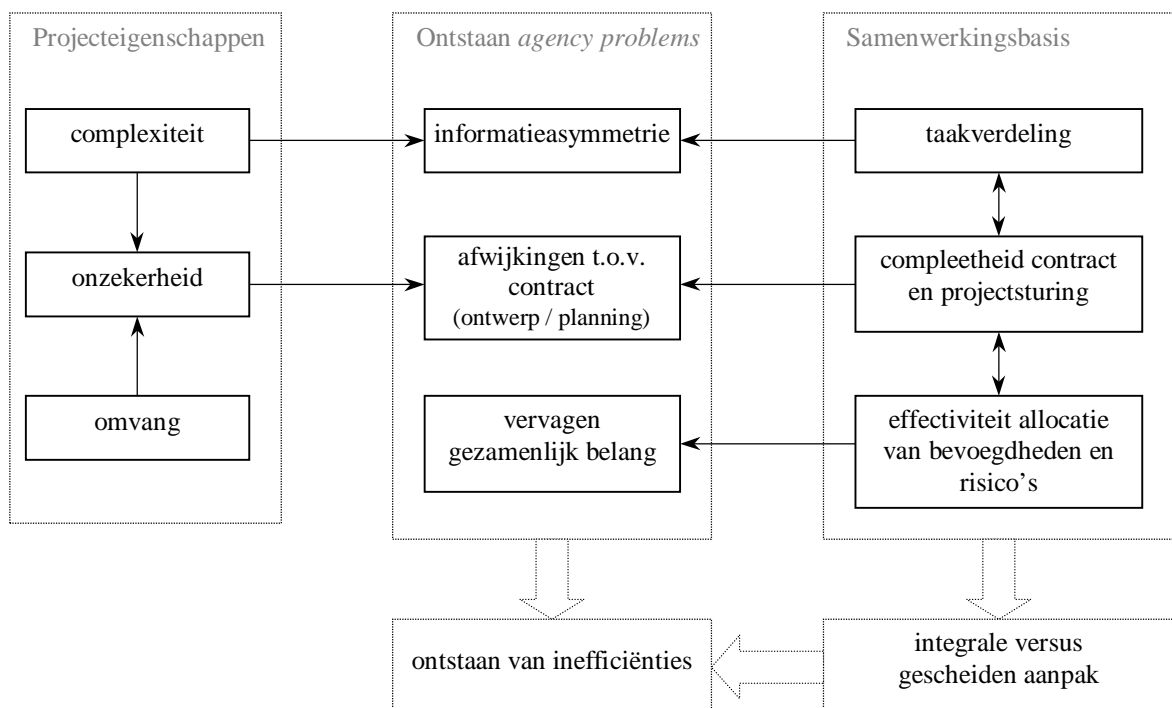 Projecteigenschappen
complexiteit
onzekerheid
omvang
Ontstaan agency problems
informatieasymmetrie
afwijkingen t.o.v.
contract
(ontwerp / planning)
vervagen
gezamenlijk belang
Samenwerkingsbasis
taakverdeling
compleetheid contract
en projectsturing
effectiviteit allocatie
van bevoegdheden en
risico’s
ontstaan van inefficiënties
integrale versus
gescheiden aanpak